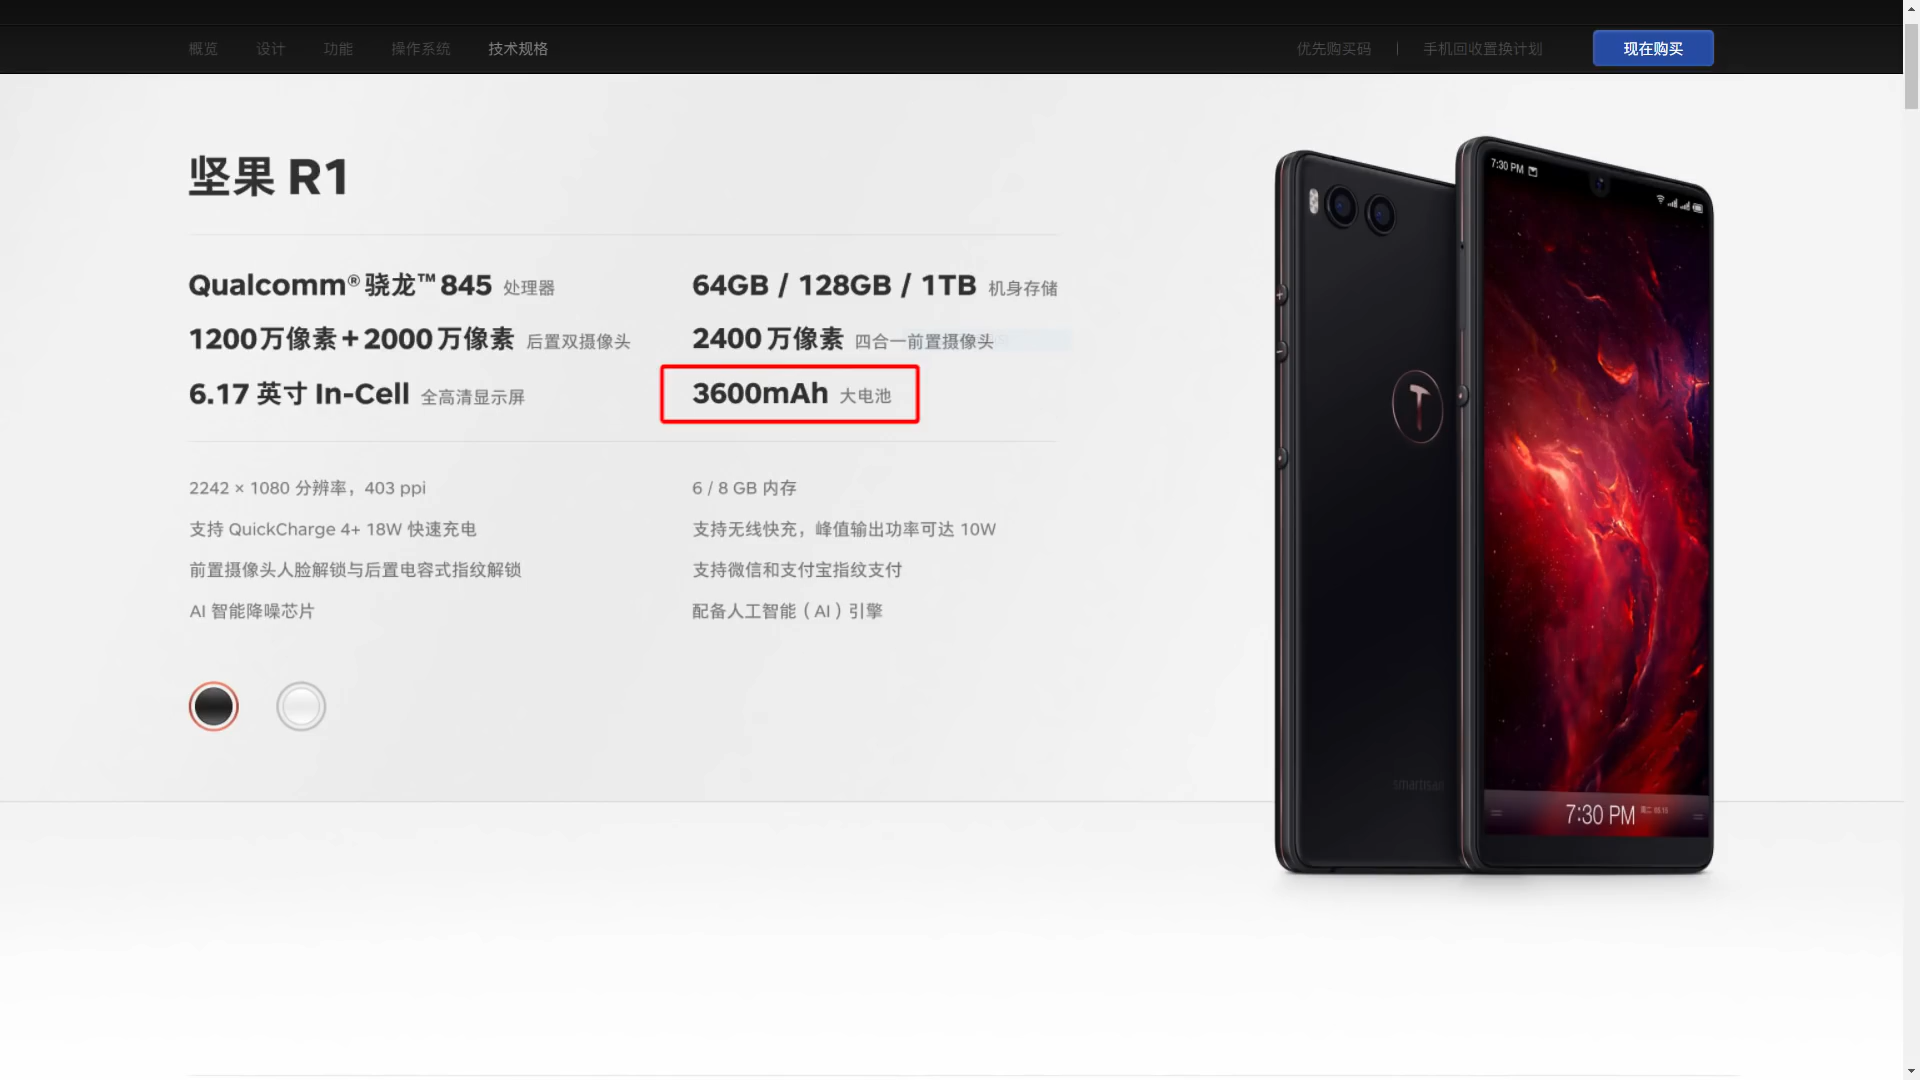 概览 设计 功能 操作系统 技术规格 优先购买码 | 手机回收置换计划 现在购买
坚果 R1
Qualcomm® 骁龙™ 845 处理器
64GB / 128GB / 1TB 机身存储
1200 万像素 + 2000 万像素 后置双摄像头
2400 万像素 四合一前置摄像头
6.17 英寸 In-Cell 全高清显示屏
3600mAh 大电池
2242 × 1080 分辨率，403 ppi
6 / 8 GB 内存
支持 QuickCharge 4+ 18W 快速充电
支持无线快充，峰值输出功率可达 10W
前置摄像头人脸解锁与后置电容式指纹解锁
支持微信和支付宝指纹支付
AI 智能降噪芯片
配备人工智能（AI）引擎
7:30 PM
T
smartisan
7:30 PM